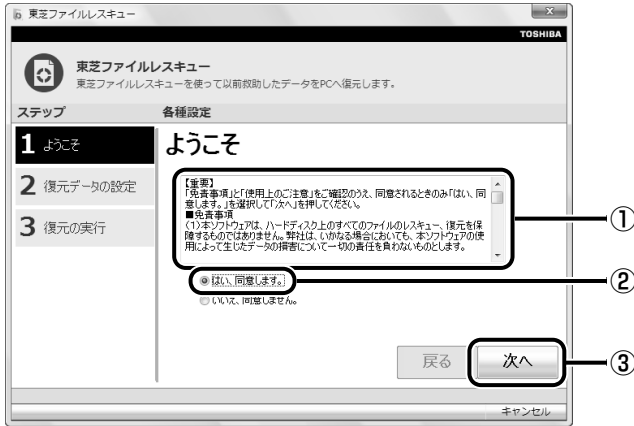 東芝ファイルレスキュー
TOSHIBA
東芝ファイルレスキュー
東芝ファイルレスキューを使って以前救助したデータをPCへ復元します。
ステップ
各種設定
1 ようこそ
2 復元データの設定
3 復元の実行
ようこそ
【重要】
「免責事項」と「使用上のご注意」をご確認のうえ、同意されるときのみ「はい、同
意します。」を選択して「次へ」を押してください。
■免責事項
(1)本ソフトウェアは、ハードディスク上のすべてのファイルのレスキュー、復元を保
障するものではありません。弊社は、いかなる場合においても、本ソフトウェアの使
用によって生じたデータの損害について一切の責任を負わないものとします。
①
はい、同意します。
②
いいえ、同意しません。
戻る
次へ
③
キャンセル